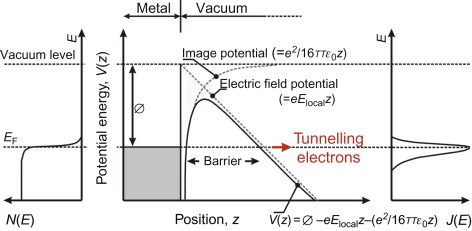 Metal
Vacuum
E
Vacuum level
E_F
N(E)
Potential energy, V(z)
Ø
Image potential (=e²/16πε₀z)
Electric field potential
(=eE_local z)
Barrier
Tunnelling
electrons
Position, z
V(z) = Ø –eE_local z–(e²/16πε₀z)
E
J(E)